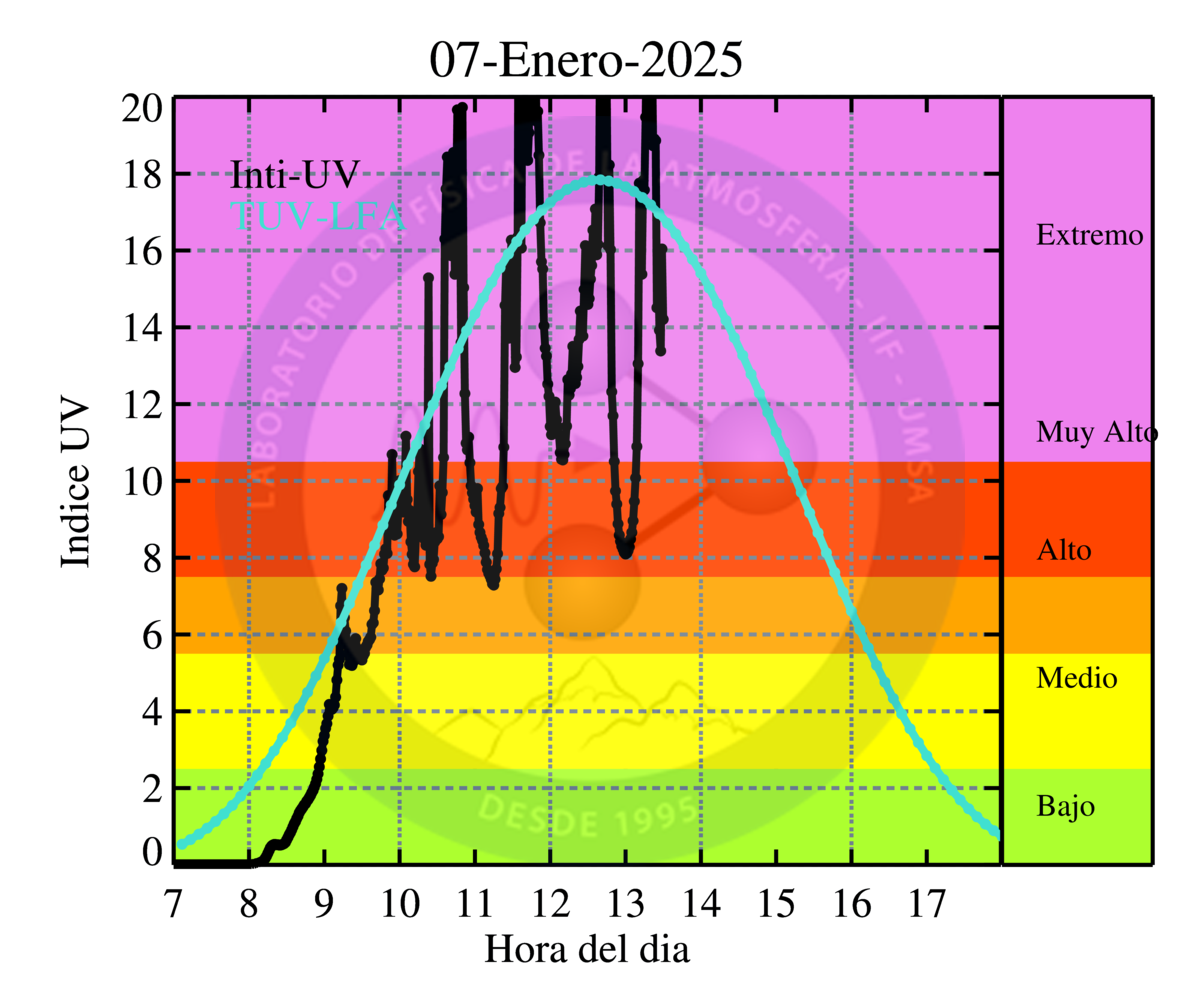 07-Enero-2025
20
18
16
14
12
10
8
6
4
2
0
Indice UV
Inti-UV
TUV-LFA
LABORATORIO DE FÍSICA DE LA ATMÓSFERA - IIF - UMSA
DESDE 1995
Extremo
Muy Alto
Alto
Medio
Bajo
7 8 9 10 11 12 13 14 15 16 17
Hora del dia